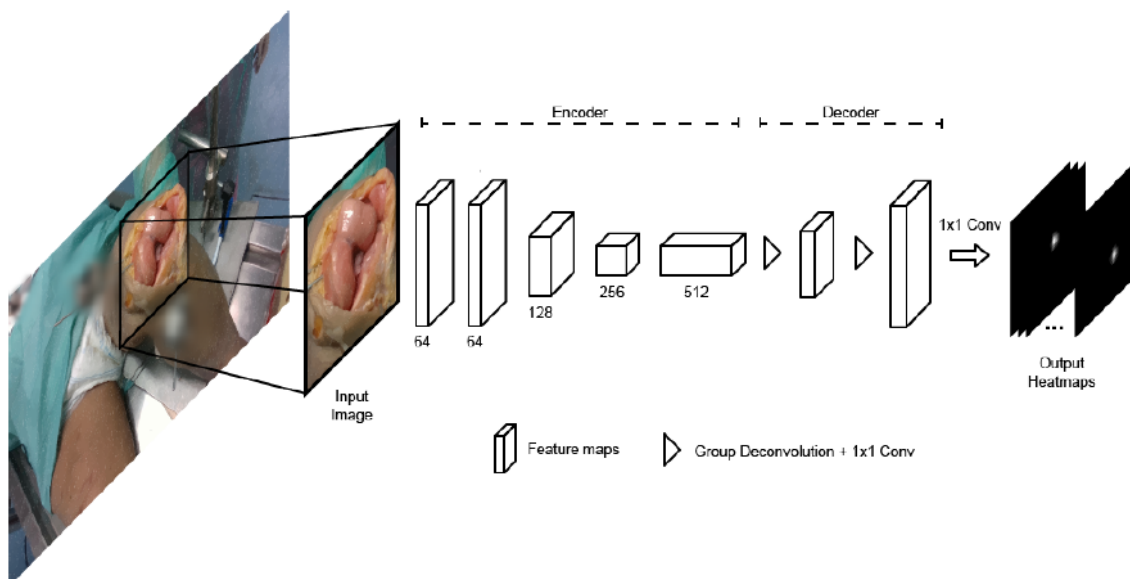 Encoder
Decoder
1x1 Conv
64
64
128
256
512
...
Input
Image
Output
Heatmaps
Feature maps
Group Deconvolution + 1x1 Conv